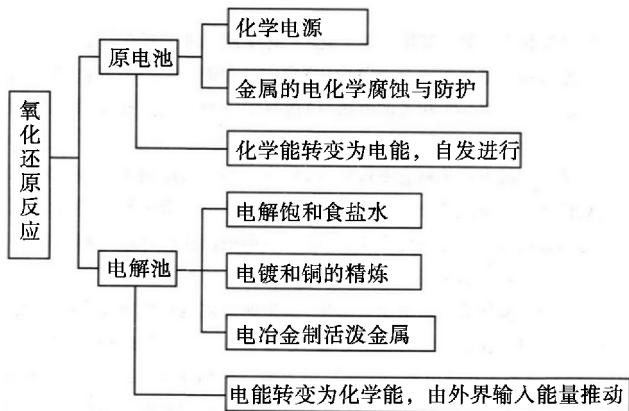 氧化还原反应
原电池
化学电源
金属的电化学腐蚀与防护
化学能转变为电能，自发进行
电解池
电解饱和食盐水
电镀和铜的精炼
电冶金制活泼金属
电能转变为化学能，由外界输入能量推动